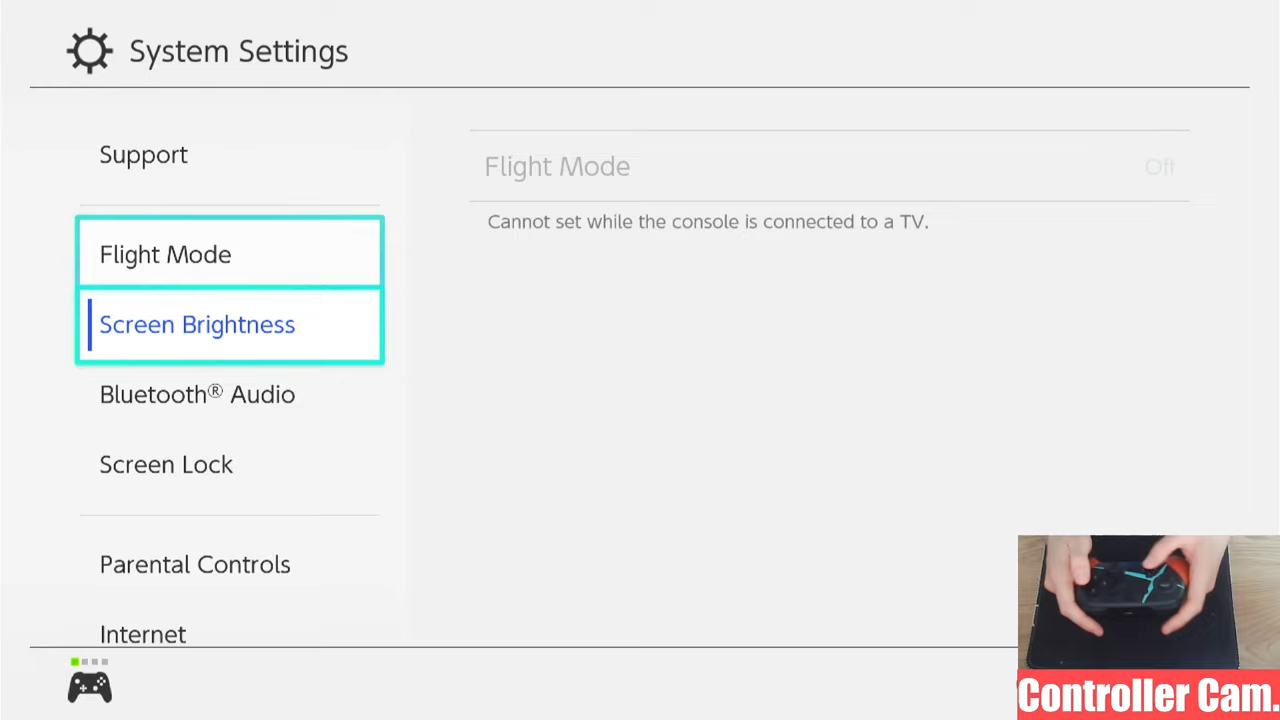 System Settings
Support
Flight Mode
Screen Brightness
Bluetooth® Audio
Screen Lock
Parental Controls
Internet
Flight Mode Off
Cannot set while the console is connected to a TV.
Controller Cam.